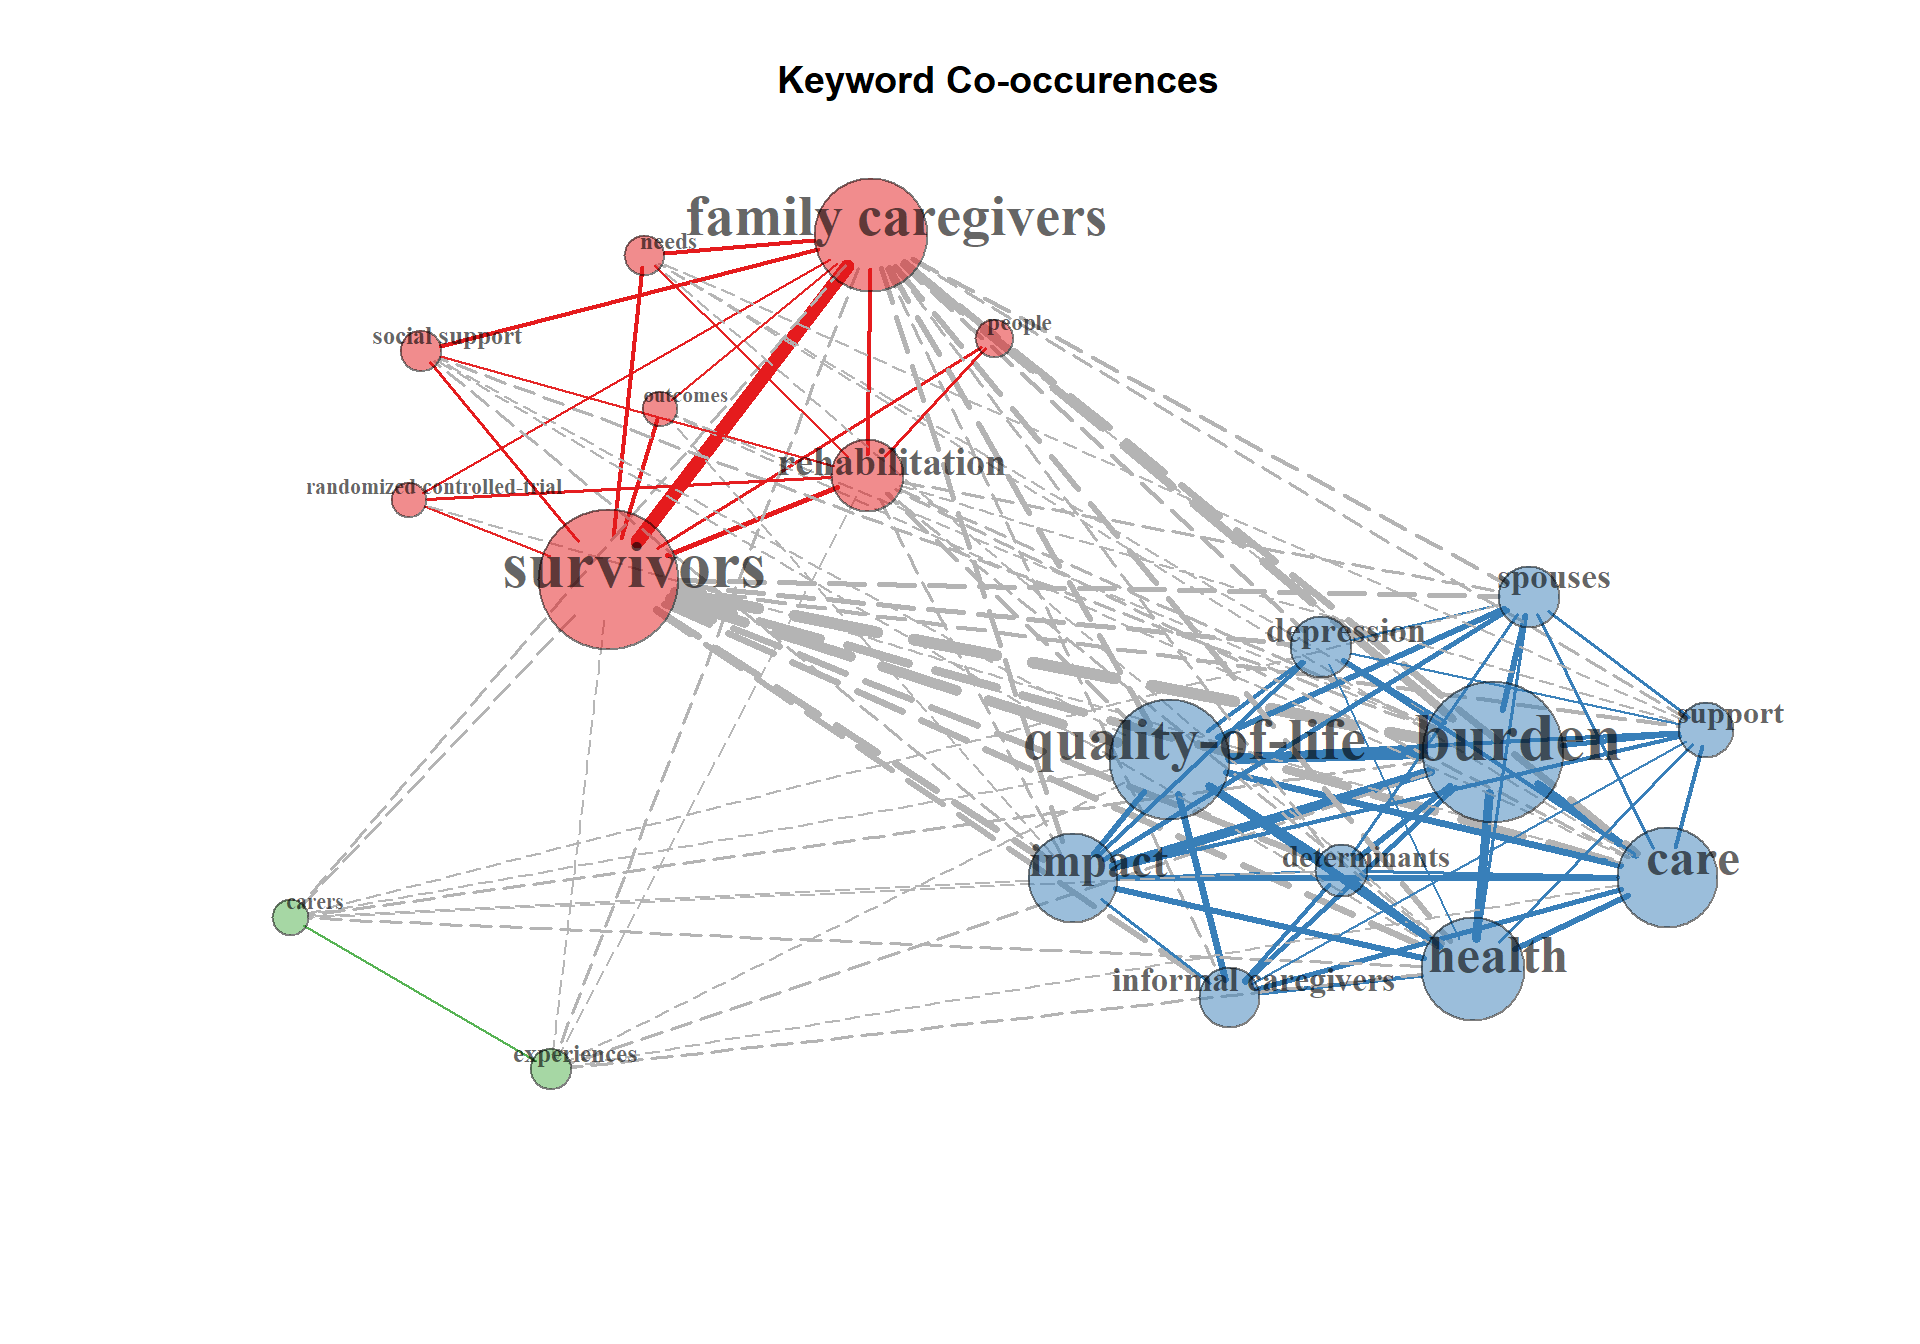 Keyword Co-occurences
family caregivers
needs
people
social support
outcomes
rehabilitation
randomized controlled-trial
survivors
spouses
depression
support
quality-of-life
burden
impact
determinants
care
carers
health
informal caregivers
experiences